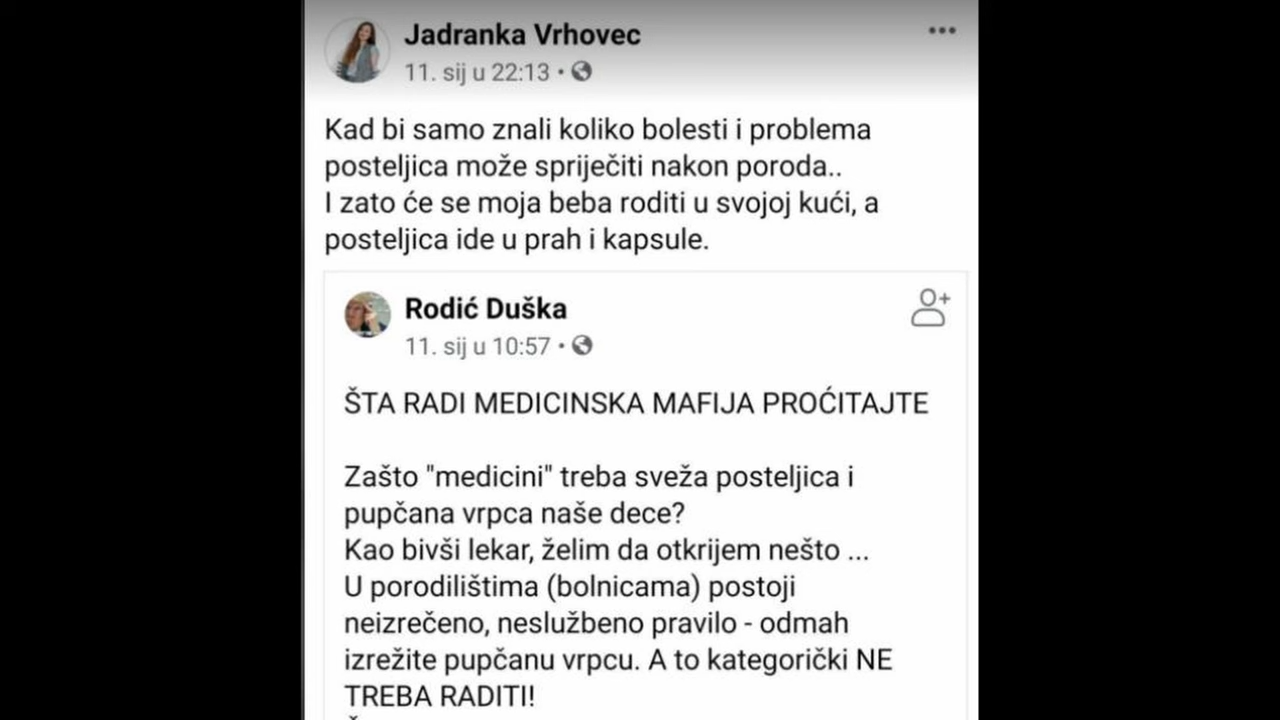 Jadranka Vrhovec
11. sij u 22:13 •
Kad bi samo znali koliko bolesti i problema
posteljica može spriječiti nakon poroda..
I zato će se moja beba roditi u svojoj kući, a
posteljica ide u prah i kapsule.
Rodić Duška
11. sij u 10:57 •
ŠTA RADI MEDICINSKA MAFIJA PROĆITAJTE
Zašto "medicini" treba sveža posteljica i
pupčana vrpca naše dece?
Kao bivši lekar, želim da otkrijem nešto ...
U porodilištima (bolnicama) postoji
neizrečeno, neslužbeno pravilo - odmah
izrežite pupčanu vrpcu. A to kategorički NE
TREBA RADITI!